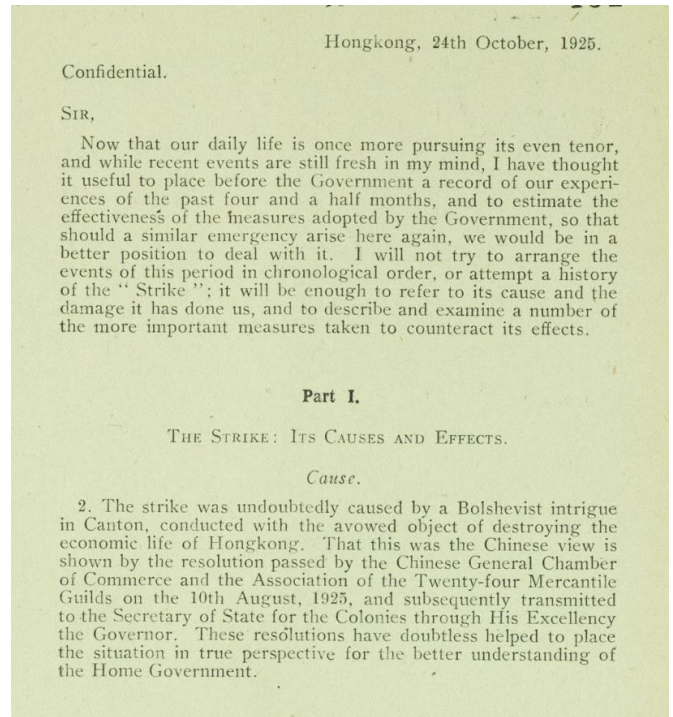 Hongkong, 24th October, 1925.
Confidential.
SIR,
Now that our daily life is once more pursuing its even tenor,
and while recent events are still fresh in my mind, I have thought
it useful to place before the Government a record of our experi-
ences of the past four and a half months, and to estimate the
effectiveness of the measures adopted by the Government, so that
should a similar emergency arise here again, we would be in a
better position to deal with it. I will not try to arrange the
events of this period in chronological order, or attempt a history
of the " Strike "; it will be enough to refer to its cause and the
damage it has done us, and to describe and examine a number of
the more important measures taken to counteract its effects.
Part I.
THE STRIKE: ITS CAUSES AND EFFECTS.
Cause.
2. The strike was undoubtedly caused by a Bolshevist intrigue
in Canton, conducted with the avowed object of destroying the
economic life of Hongkong. That this was the Chinese view is
shown by the resolution passed by the Chinese General Chamber
of Commerce and the Association of the Twenty-four Mercantile
Guilds on the 10th August, 1925, and subsequently transmitted
to the Secretary of State for the Colonies through His Excellency
the Governor. These resolutions have doubtless helped to place
the situation in true perspective for the better understanding of
the Home Government.